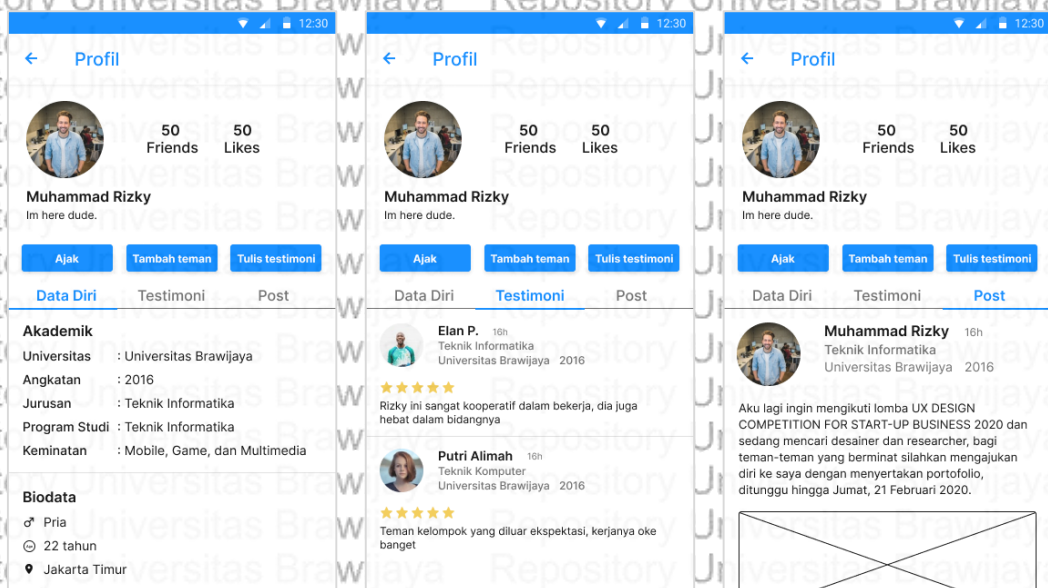 12:30
Profil
50 Friends
50 Likes
Muhammad Rizky
Im here dude.
Ajak
Tambah teman
Tulis testimoni
Data Diri
Testimoni
Post
Akademik
Universitas : Universitas Brawijaya
Angkatan : 2016
Jurusan : Teknik Informatika
Program Studi : Teknik Informatika
Keminatan : Mobile, Game, dan Multimedia
Biodata
Pria
22 tahun
Jakarta Timur
12:30
Profil
50 Friends
50 Likes
Muhammad Rizky
Im here dude.
Ajak
Tambah teman
Tulis testimoni
Data Diri
Testimoni
Post
Elan P. 16h
Teknik Informatika
Universitas Brawijaya 2016
Rizky ini sangat kooperatif dalam bekerja, dia juga
hebat dalam bidangnya
Putri Alimah 16h
Teknik Komputer
Universitas Brawijaya 2016
Teman kelompok yang diluar ekspektasi, kerjanya oke
banget
12:30
Profil
50 Friends
50 Likes
Muhammad Rizky
Im here dude.
Ajak
Tambah teman
Tulis testimoni
Data Diri
Testimoni
Post
Muhammad Rizky 16h
Teknik Informatika
Universitas Brawijaya 2016
Aku lagi ingin mengikuti lomba UX DESIGN
COMPETITION FOR START-UP BUSINESS 2020 dan
sedang mencari desainer dan researcher, bagi
teman-teman yang berminat silahkan mengajukan
diri ke saya dengan menyertakan portofolio,
ditunggu hingga Jumat, 21 Februari 2020.
Repository Universitas Brawijaya